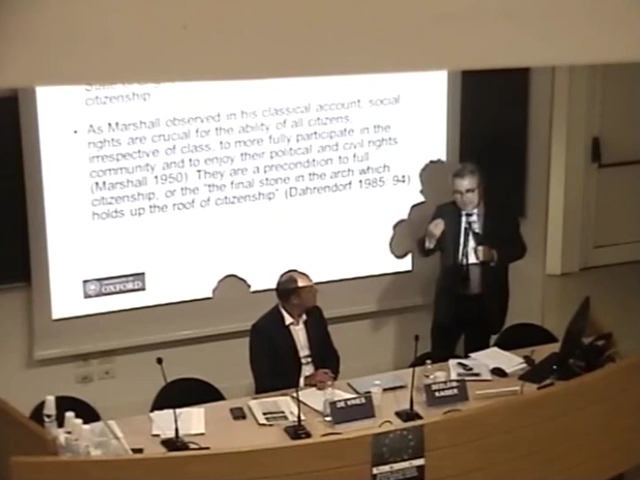 citizenship
• As Marshall observed in his classical account, social
rights are crucial for the ability of all citizens,
irrespective of class, to more fully participate in the
community and to enjoy their political and civil rights
(Marshall 1950). They are a precondition to full
citizenship, or the "the final stone in the arch which
holds up the roof of citizenship" (Dahrendorf 1985: 94)
OXFORD
DE VRIES
SEELEIB-
KAISER